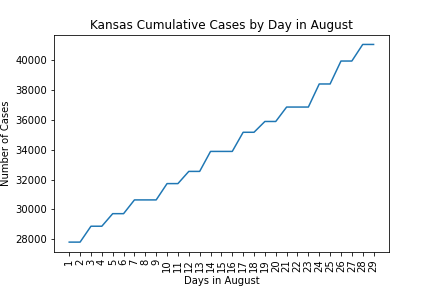 Kansas Cumulative Cases by Day in August
Number of Cases
40000
38000
36000
34000
32000
30000
28000
1 2 3 4 5 6 7 8 9 10 11 12 13 14 15 16 17 18 19 20 21 22 23 24 25 26 27 28 29
Days in August